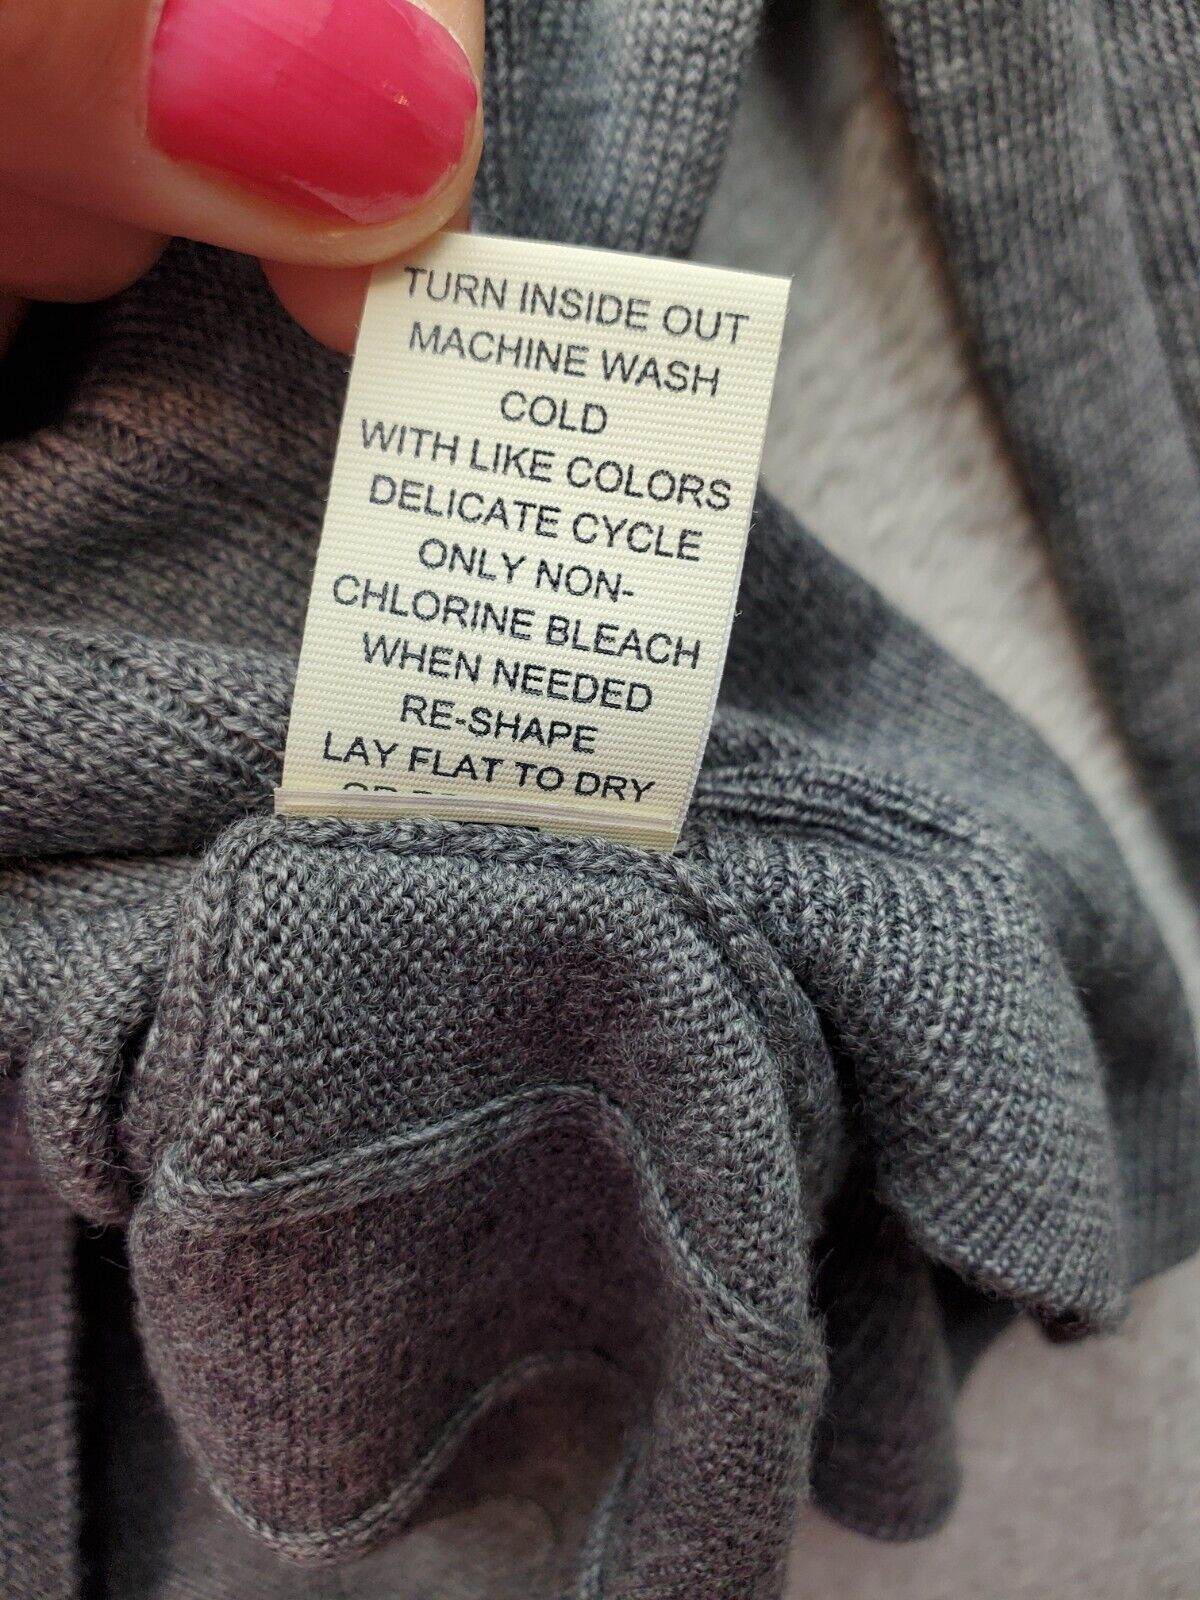 TURN INSIDE OUT
MACHINE WASH
COLD
WITH LIKE COLORS
DELICATE CYCLE
ONLY NON-
CHLORINE BLEACH
WHEN NEEDED
RE-SHAPE
LAY FLAT TO DRY
OR